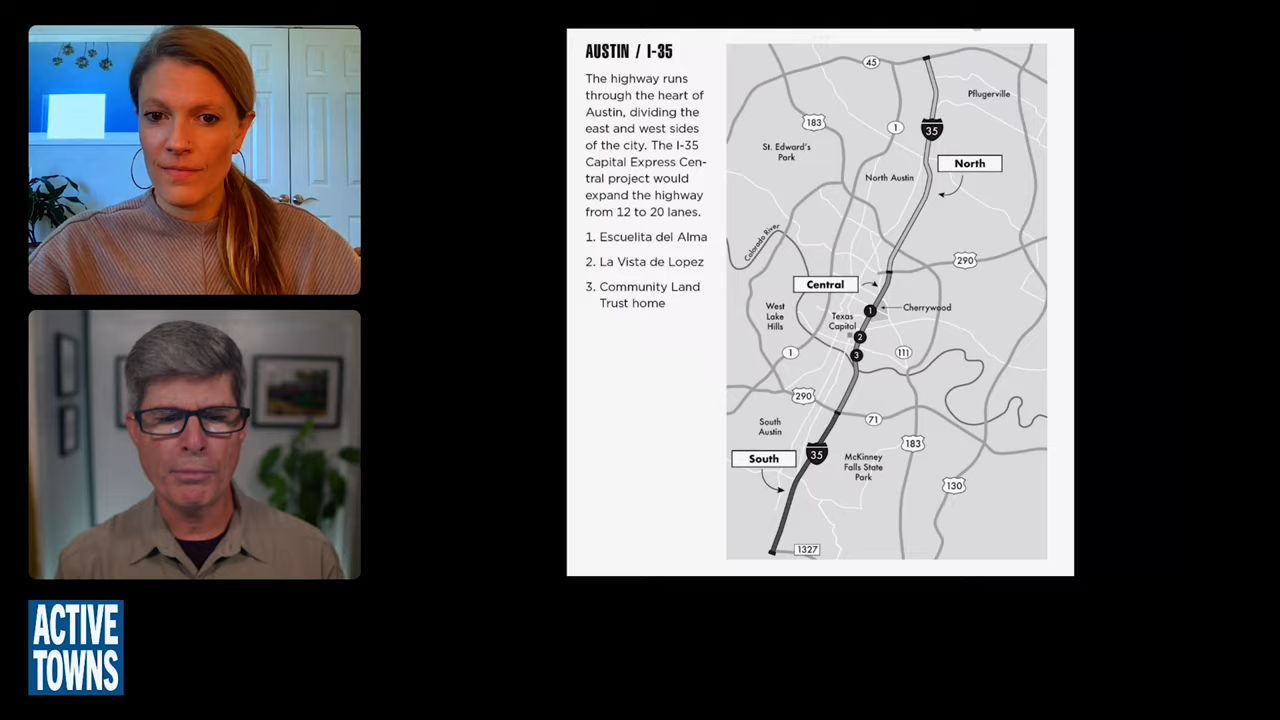 AUSTIN / I-35
The highway runs
through the heart of
Austin, dividing the
east and west sides
of the city. The I-35
Capital Express Cen-
tral project would
expand the highway
from 12 to 20 lanes.
1. Escuelita del Alma
2. La Vista de Lopez
3. Community Land
Trust home
45
Pflugerville
183
1
35
St. Edward's
Park
North
North Austin
Colorado River
290
Central
Cherrywood
1
West
Lake
Hills
Texas
Capitol
2
1
3
111
290
South
Austin
71
183
South
35
McKinney
Falls State
Park
130
1327
ACTIVE
TOWNS